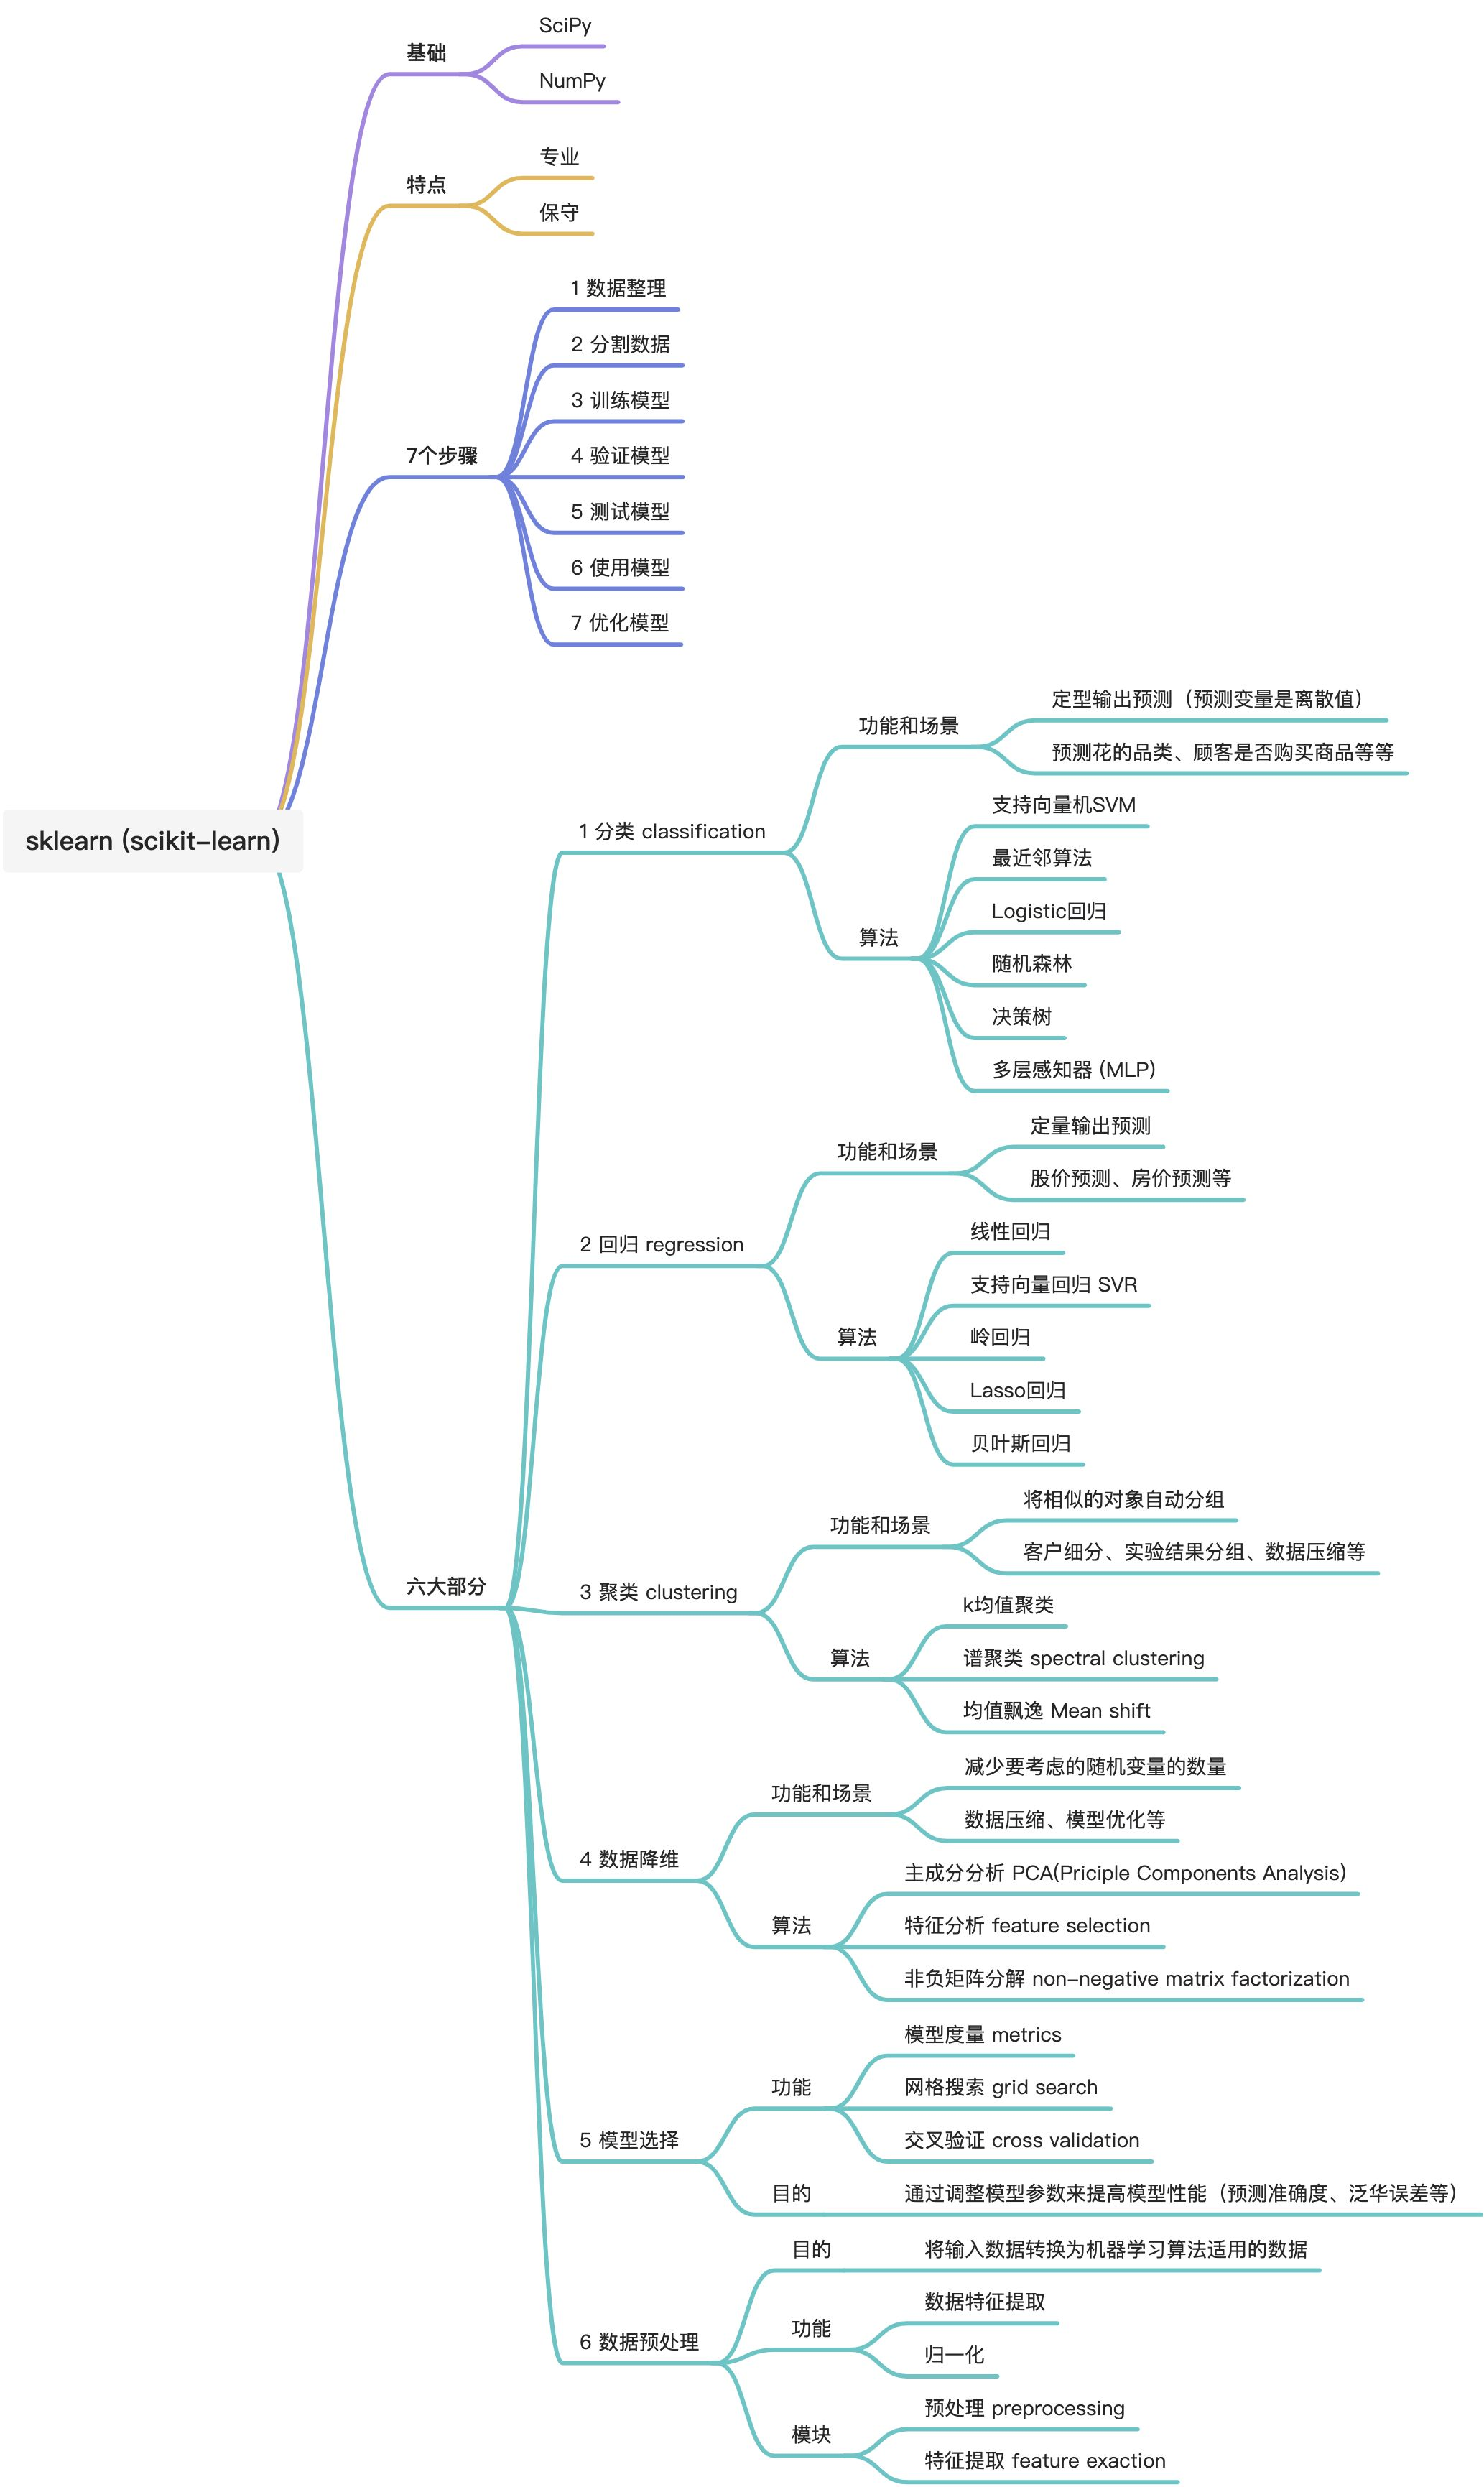 sklearn (scikit-learn)
基础
SciPy
NumPy
特点
专业
保守
7个步骤
1 数据整理
2 分割数据
3 训练模型
4 验证模型
5 测试模型
6 使用模型
7 优化模型
六大部分
1 分类 classification
功能和场景
定型输出预测（预测变量是离散值）
预测花的品类、顾客是否购买商品等等
算法
支持向量机SVM
最近邻算法
Logistic回归
随机森林
决策树
多层感知器 (MLP)
2 回归 regression
功能和场景
定量输出预测
股价预测、房价预测等
算法
线性回归
支持向量回归 SVR
岭回归
Lasso回归
贝叶斯回归
3 聚类 clustering
功能和场景
将相似的对象自动分组
客户细分、实验结果分组、数据压缩等
算法
k均值聚类
谱聚类 spectral clustering
均值飘逸 Mean shift
4 数据降维
功能和场景
减少要考虑的随机变量的数量
数据压缩、模型优化等
算法
主成分分析 PCA(Priciple Components Analysis)
特征分析 feature selection
非负矩阵分解 non-negative matrix factorization
5 模型选择
功能
模型度量 metrics
网格搜索 grid search
交叉验证 cross validation
目的
通过调整模型参数来提高模型性能（预测准确度、泛华误差等）
6 数据预处理
目的
将输入数据转换为机器学习算法适用的数据
功能
数据特征提取
归一化
模块
预处理 preprocessing
特征提取 feature exaction